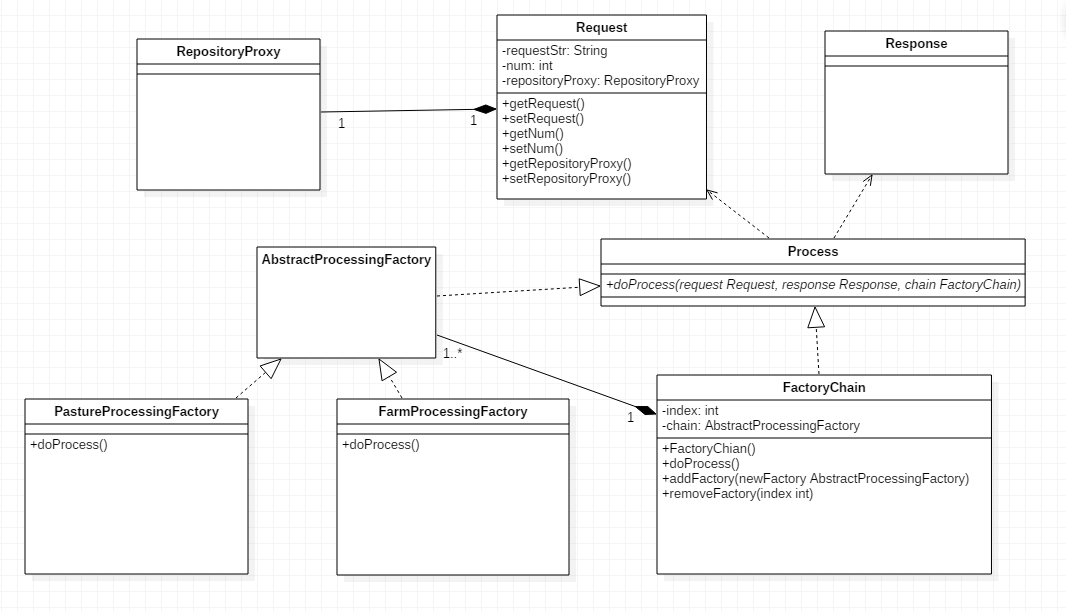 RepositoryProxy
1
1
Request
-requestStr: String
-num: int
-repositoryProxy: RepositoryProxy
+getRequest()
+setRequest()
+getNum()
+setNum()
+getRepositoryProxy()
+setRepositoryProxy()
Response
AbstractProcessingFactory
1..*
Process
+doProcess(request Request, response Response, chain FactoryChain)
PastureProcessingFactory
+doProcess()
FarmProcessingFactory
+doProcess()
1
FactoryChain
-index: int
-chain: AbstractProcessingFactory
+FactoryChian()
+doProcess()
+addFactory(newFactory AbstractProcessingFactory)
+removeFactory(index int)